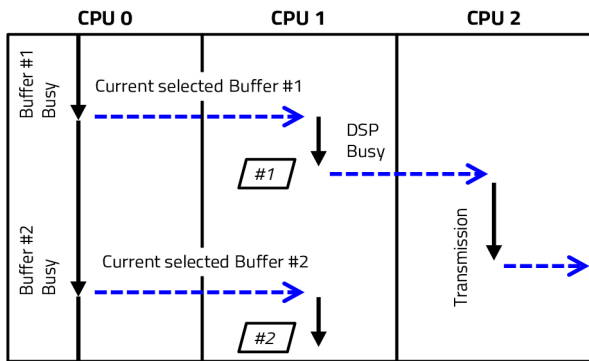 CPU 0 CPU 1 CPU 2
Buffer #1
Busy
Current selected Buffer #1
DSP
Busy
#1
Buffer #2
Busy
Current selected Buffer #2
Transmission
#2